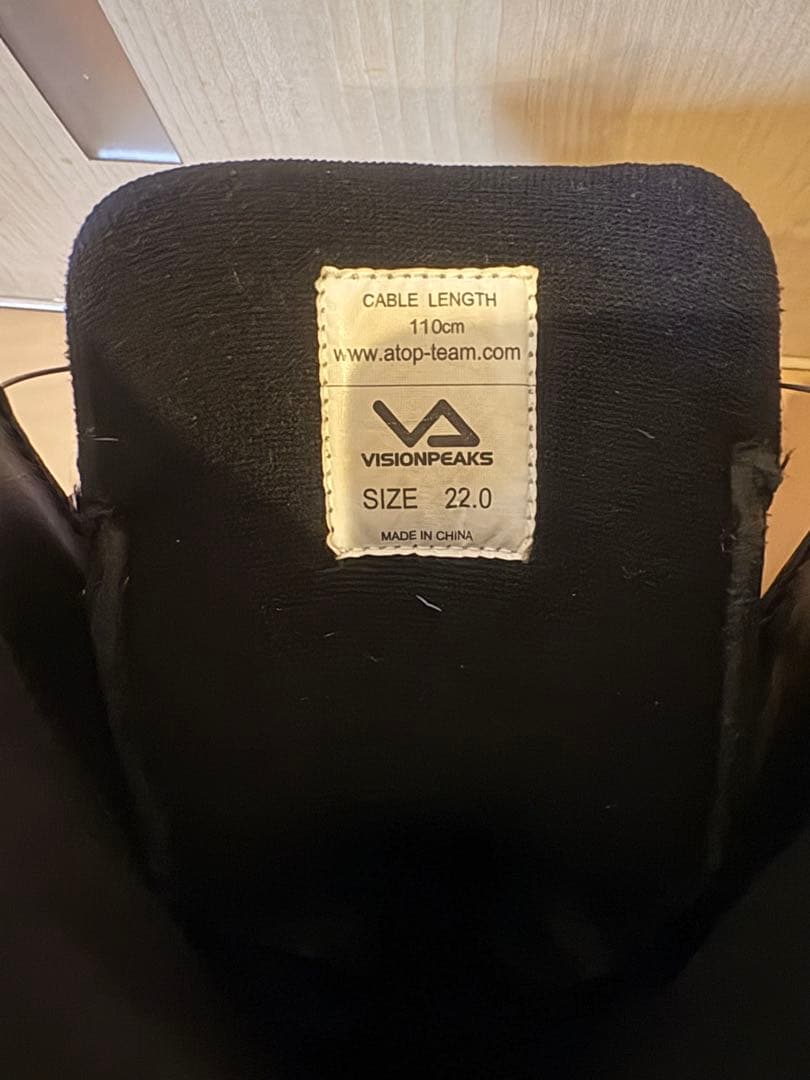 CABLE LENGTH
110cm
www.atop-team.com
VISIONPEAKS
SIZE 22.0
MADE IN CHINA